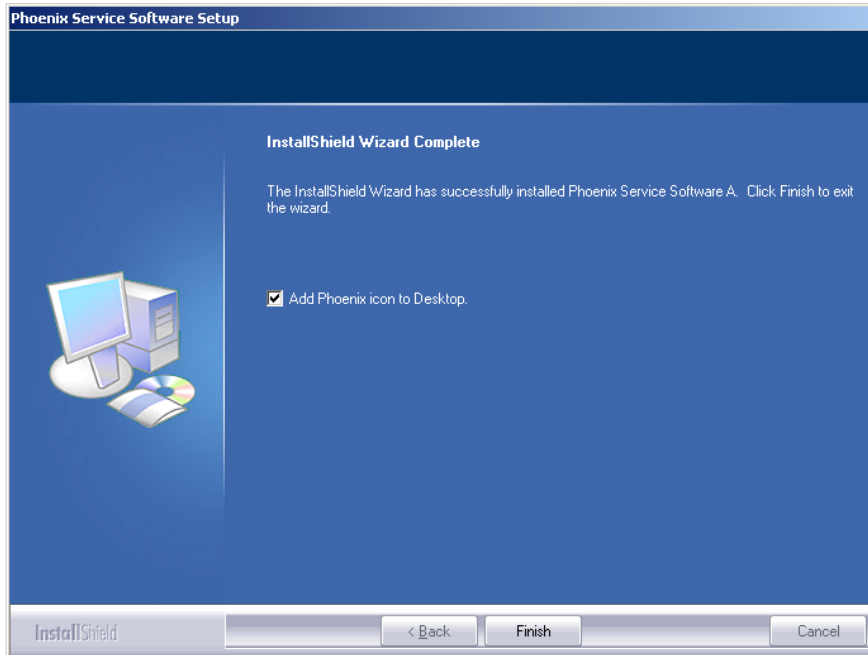 Phoenix Service Software Setup
InstallShield Wizard Complete
The InstallShield Wizard has successfully installed Phoenix Service Software A. Click Finish to exit
the wizard.
Add Phoenix icon to Desktop.
InstallShield
< Back
Finish
Cancel